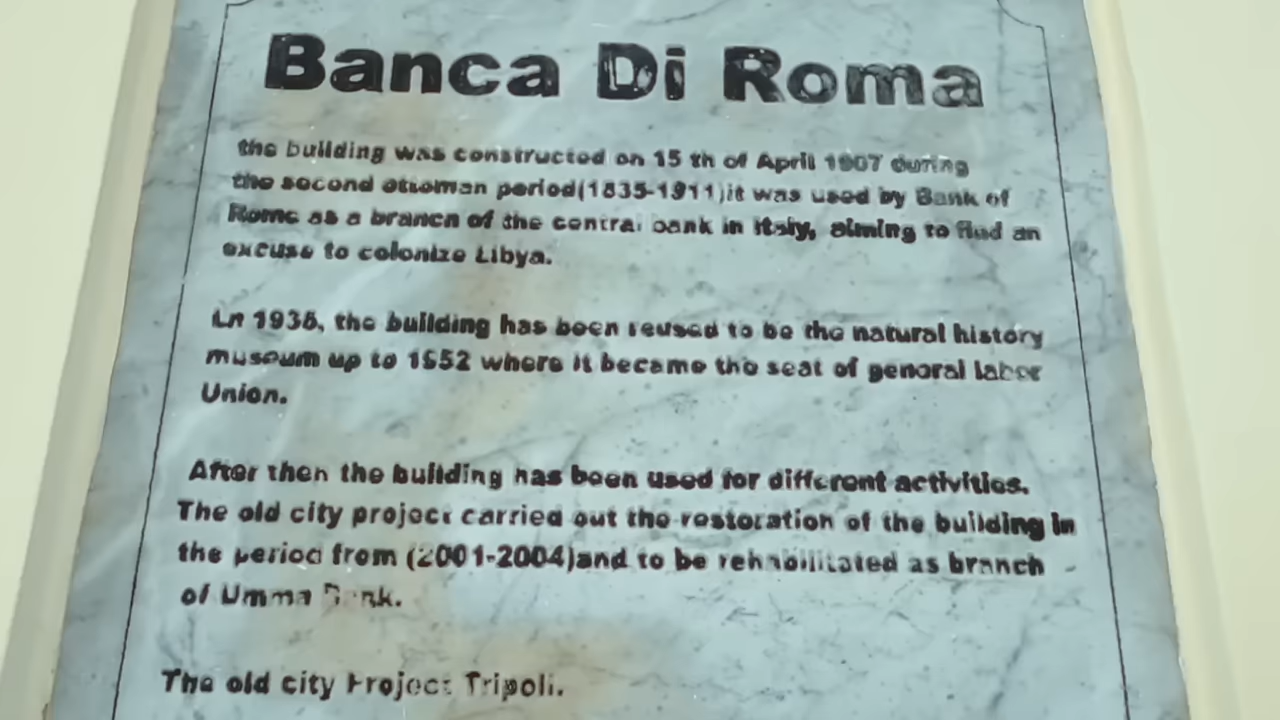 Banca Di Roma
the building was constructed on 15 th of April 1907 during
the second ottoman period(1835-1911)it was used by Bank of
Rome as a branch of the central bank in Italy, aiming to find an
excuse to colonize Libya.
In 1936, the building has been reused to be the natural history
museum up to 1952 where it became the seat of general labor
Union.
After then the building has been used for different activities.
The old city project carried out the restoration of the building in
the period from (2001-2004)and to be rehabilitated as branch
of Umma Bank.
The old city Project Tripoli.